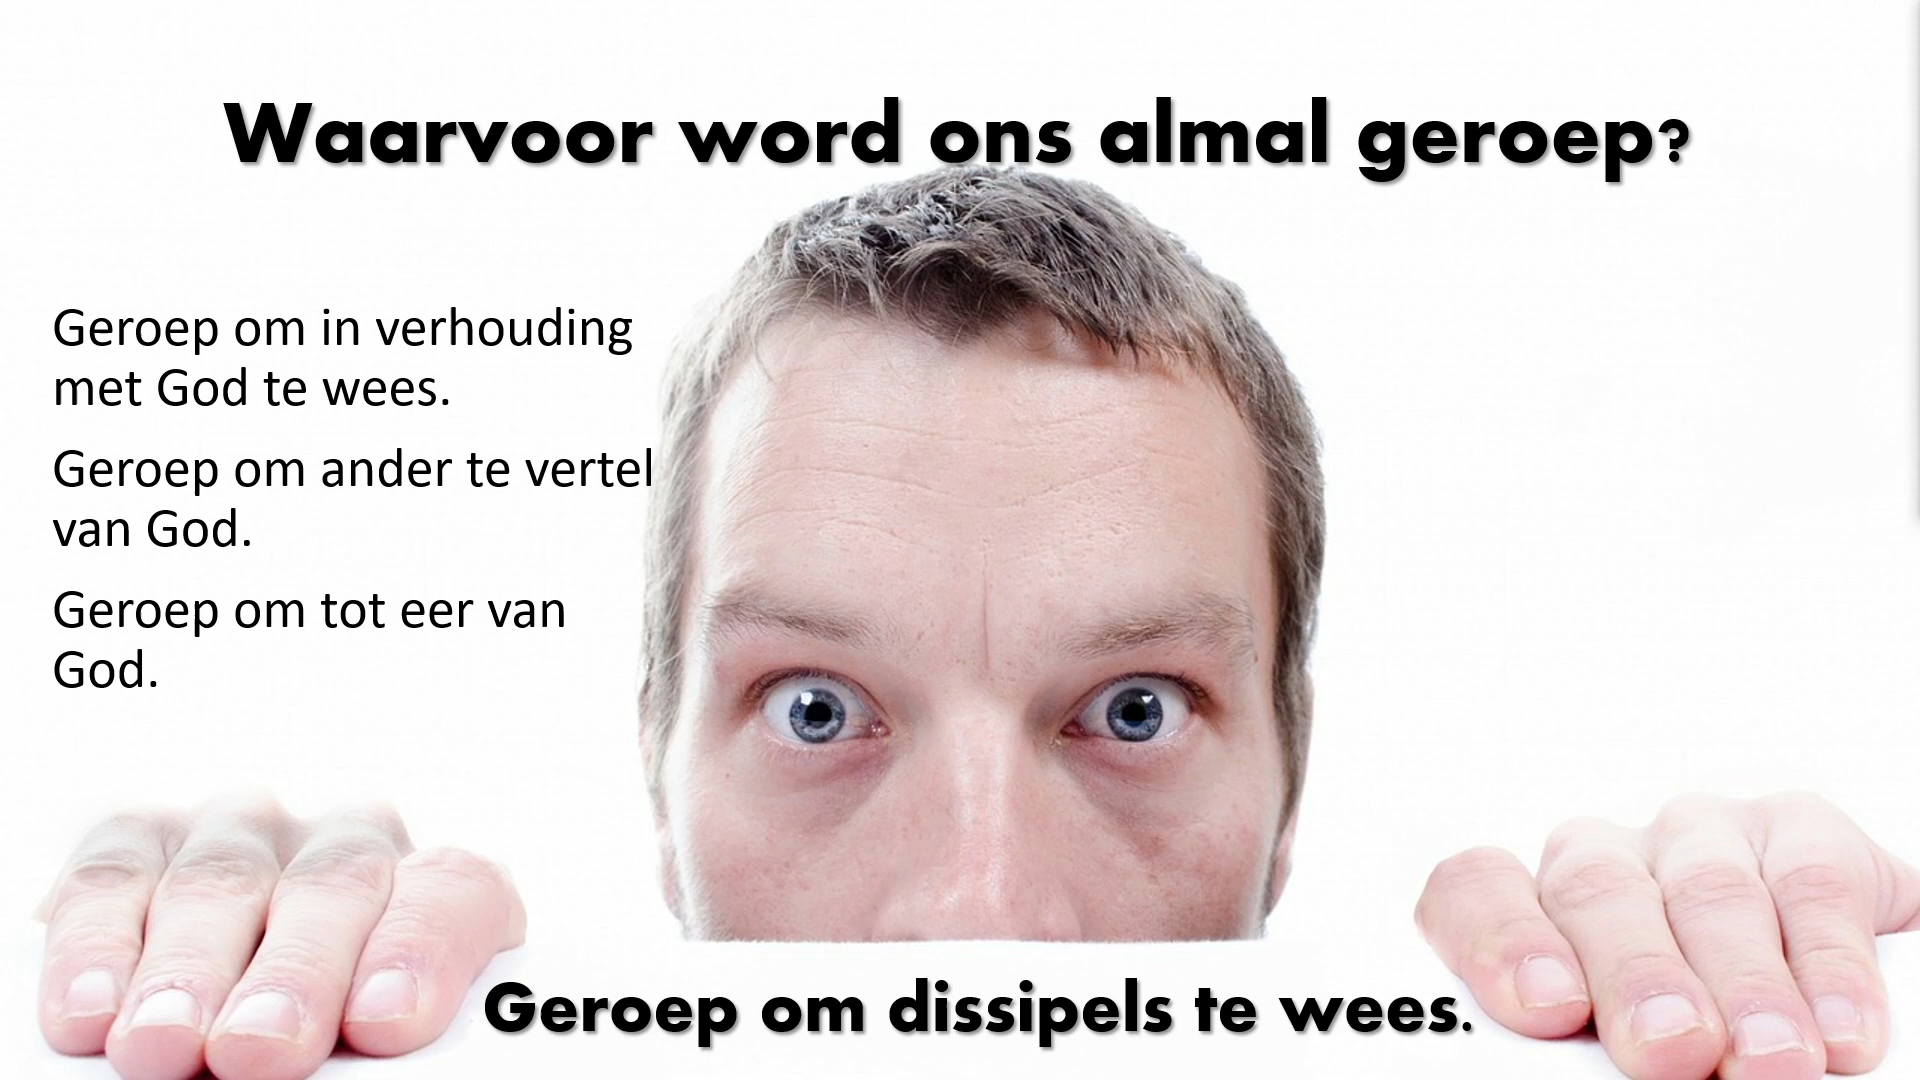 Waarvoor word ons almal geroep?
Geroep om in verhouding
met God te wees.
Geroep om ander te vertel
van God.
Geroep om tot eer van
God.
Geroep om dissipels te wees.